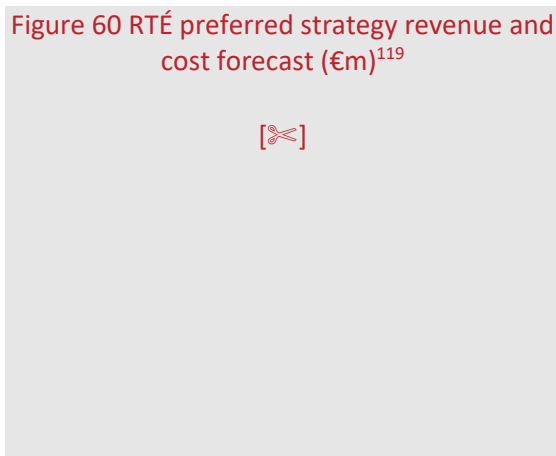 Figure 60 RTÉ preferred strategy revenue and
cost forecast (€m)119
[✂]